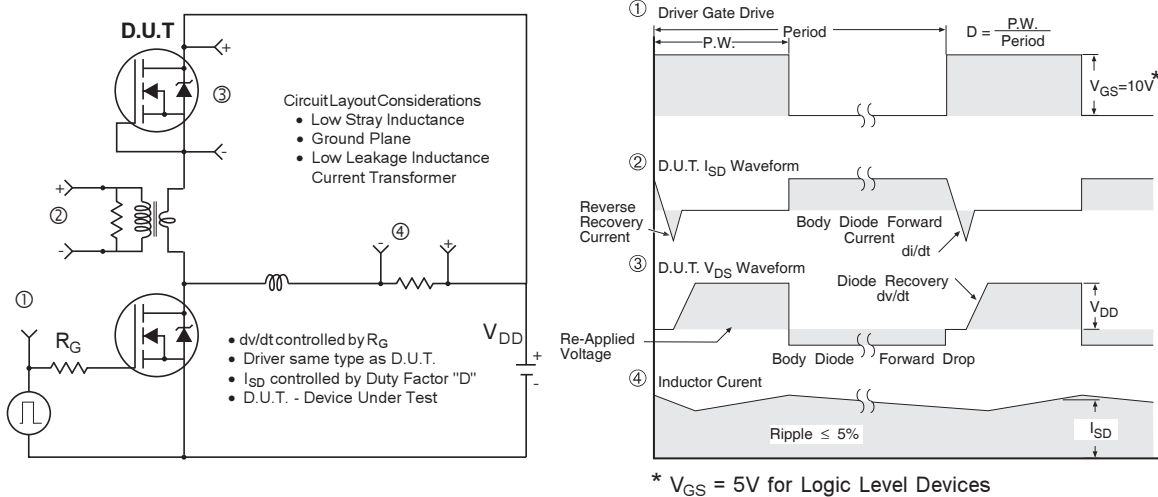 D.U.T
+
③
-
Circuit Layout Considerations
• Low Stray Inductance
• Ground Plane
• Low Leakage Inductance
Current Transformer
+
②
-
④
-
+
①
R_G
• dv/dt controlled by R_G
• Driver same type as D.U.T.
• I_SD controlled by Duty Factor "D"
• D.U.T. - Device Under Test
V_DD
+
-
① Driver Gate Drive
Period
P.W.
D = P.W. / Period
V_GS=10V*
② D.U.T. I_SD Waveform
Reverse
Recovery
Current
Body Diode Forward
Current
di/dt
③ D.U.T. V_DS Waveform
Diode Recovery
dv/dt
V_DD
Re-Applied
Voltage
Body Diode Forward Drop
④ Inductor Curent
Ripple ≤ 5%
I_SD
* V_GS = 5V for Logic Level Devices